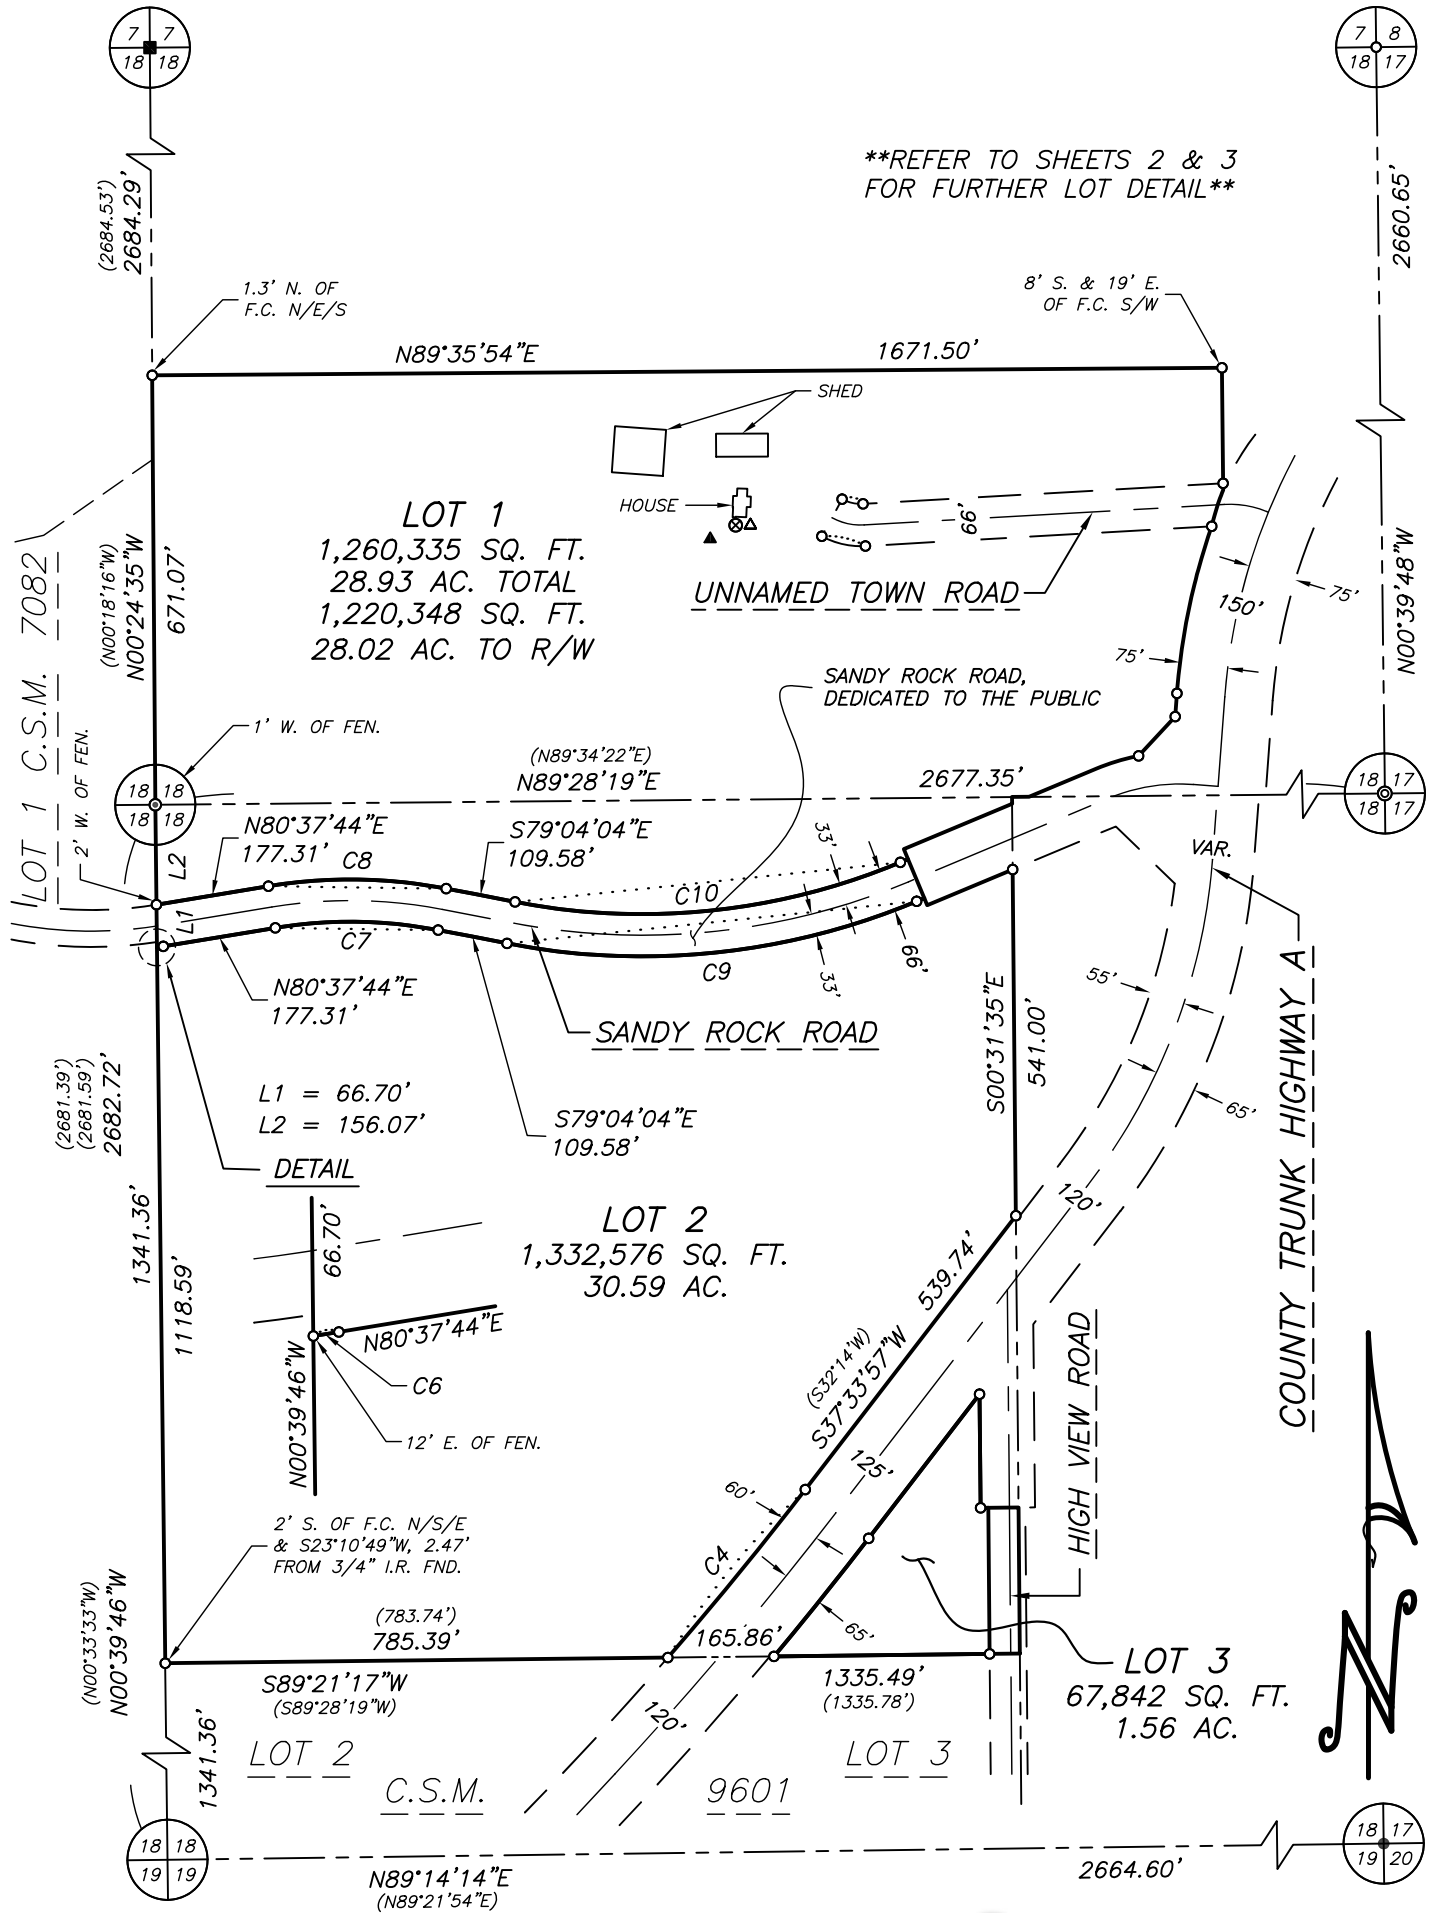 7 7
18 18
7 8
18 17
**REFER TO SHEETS 2 & 3
FOR FURTHER LOT DETAIL**
(2684.53')
2684.29'
2660.65'
1.3' N. OF
F.C. N/E/S
8' S. & 19' E.
OF F.C. S/W
N89°35'54"E
1671.50'
SHED
HOUSE
LOT 1
1,260,335 SQ. FT.
28.93 AC. TOTAL
1,220,348 SQ. FT.
28.02 AC. TO R/W
66'
UNNAMED TOWN ROAD
150'
75'
75'
N00°39'48"W
LOT 1 C.S.M. 7082
(N00°18'16"W)
N00°24'35"W
671.07'
2' W. OF FEN.
SANDY ROCK ROAD,
DEDICATED TO THE PUBLIC
1' W. OF FEN.
(N89°34'22"E)
N89°28'19"E
2677.35'
18 18
18 18
18 17
18 17
N80°37'44"E
177.31'
C8
S79°04'04"E
109.58'
33'
VAR.
L2
L1
C10
C7
C9
66'
33'
N80°37'44"E
177.31'
SANDY ROCK ROAD
55'
65'
S00°31'35"E
541.00'
COUNTY TRUNK HIGHWAY A
(2681.39')
(2681.59')
2682.72'
L1 = 66.70'
L2 = 156.07'
S79°04'04"E
109.58'
65'
DETAIL
1341.36'
1118.59'
66.70'
LOT 2
1,332,576 SQ. FT.
30.59 AC.
120'
539.74'
(S32°14'W)
S37°33'57"W
N80°37'44"E
C6
N00°39'46"W
12' E. OF FEN.
HIGH VIEW ROAD
125'
60'
C4
2' S. OF F.C. N/S/E
& S23°10'49"W, 2.47'
FROM 3/4" I.R. FND.
(N00°33'33"W)
N00°39'46"W
(783.74')
785.39'
165.86'
65'
S89°21'17"W
(S89°28'19"W)
1335.49'
(1335.78')
LOT 3
67,842 SQ. FT.
1.56 AC.
N
120'
1341.36'
LOT 2
LOT 3
C.S.M.
9601
18 18
19 19
18 17
19 20
N89°14'14"E
(N89°21'54"E)
2664.60'